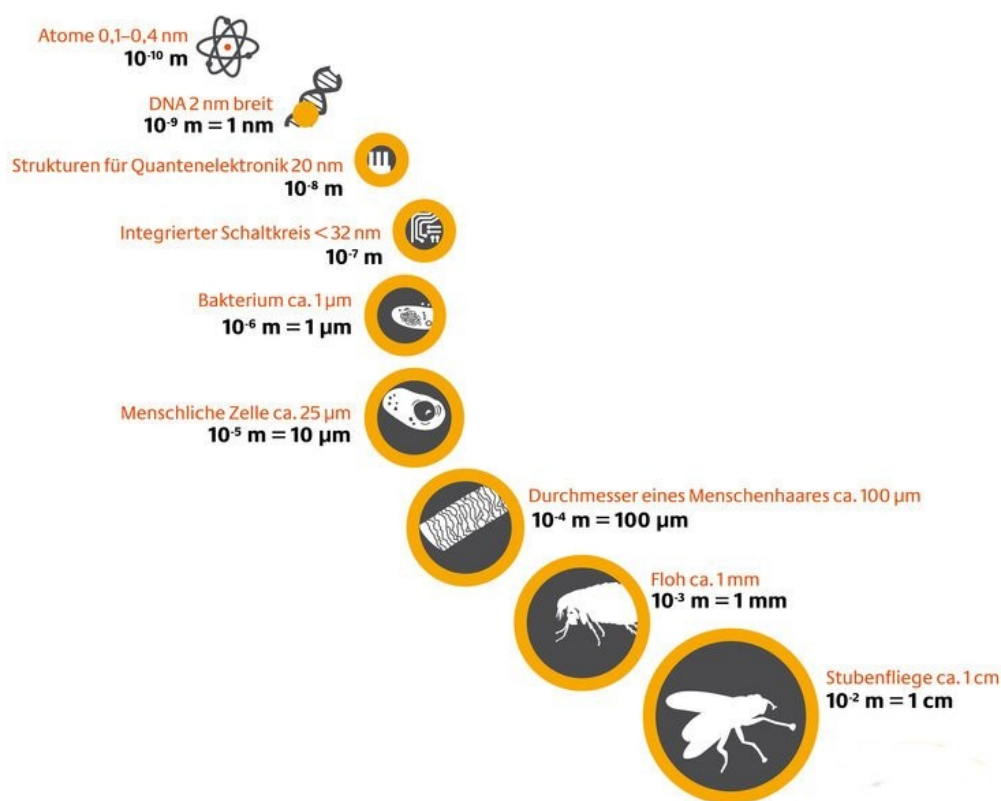 Atome 0,1–0,4 nm
10⁻¹⁰ m
DNA 2 nm breit
10⁻⁹ m = 1 nm
Strukturen für Quantenelektronik 20 nm
10⁻⁸ m
Integrierter Schaltkreis < 32 nm
10⁻⁷ m
Bakterium ca. 1 µm
10⁻⁶ m = 1 µm
Menschliche Zelle ca. 25 µm
10⁻⁵ m = 10 µm
Durchmesser eines Menschenhaares ca. 100 µm
10⁻⁴ m = 100 µm
Floh ca. 1 mm
10⁻³ m = 1 mm
Stubenfliege ca. 1 cm
10⁻² m = 1 cm